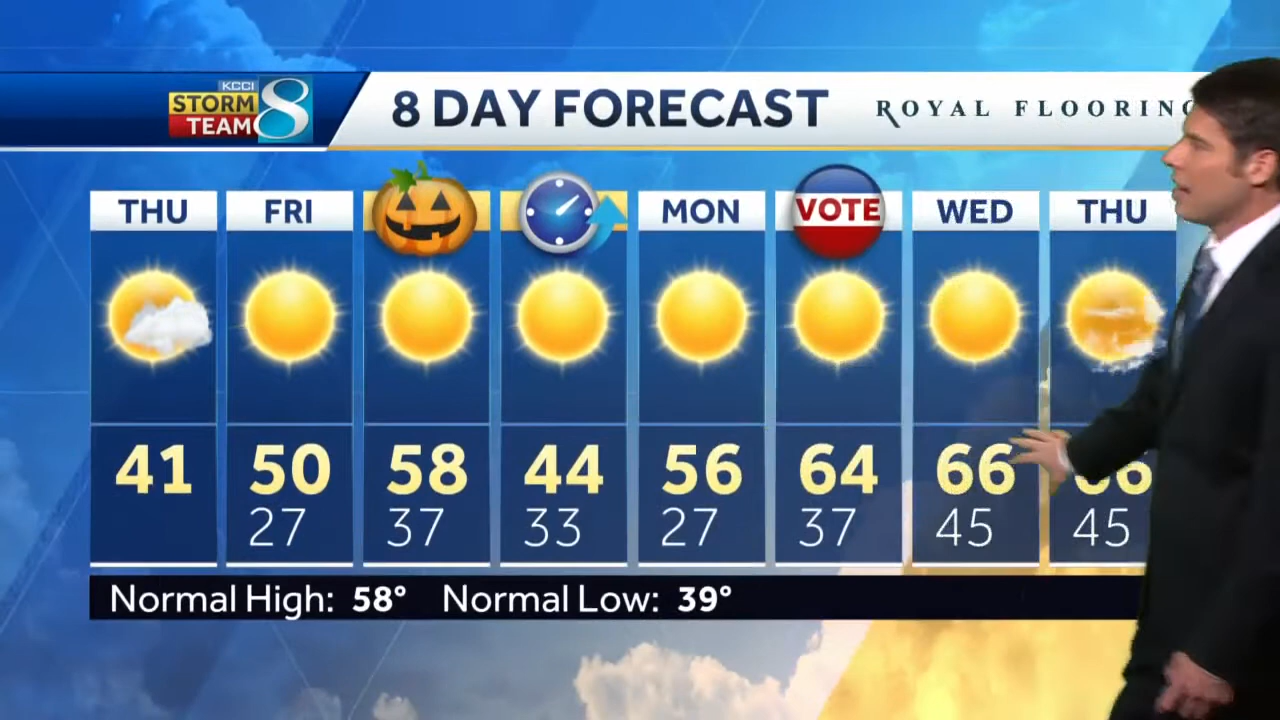 KCCI
STORM
TEAM 8
8 DAY FORECAST
ROYAL FLOORING
THU FRI MON VOTE WED THU
41 50 58 44 56 64 66
27 37 33 27 37 45 45
Normal High: 58° Normal Low: 39°